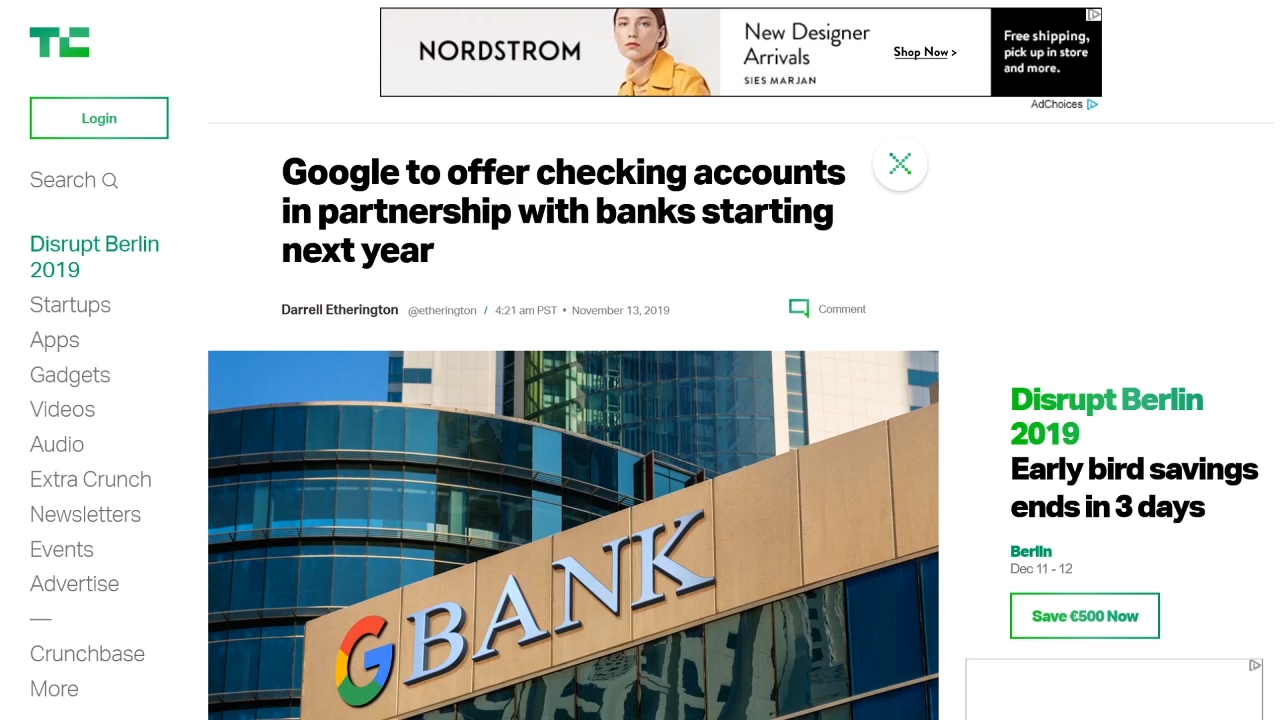 TC
NORDSTROM
New Designer
Arrivals
SIES MARJAN
Shop Now >
Free shipping,
pick up in store
and more.
AdChoices
Login
Search
Disrupt Berlin
2019
Startups
Apps
Gadgets
Videos
Audio
Extra Crunch
Newsletters
Events
Advertise
—
Crunchbase
More
Google to offer checking accounts
in partnership with banks starting
next year
Darrell Etherington @etherington / 4:21 am PST • November 13, 2019
Comment
G BANK
Disrupt Berlin
2019
Early bird savings
ends in 3 days
Berlin
Dec 11 - 12
Save €500 Now